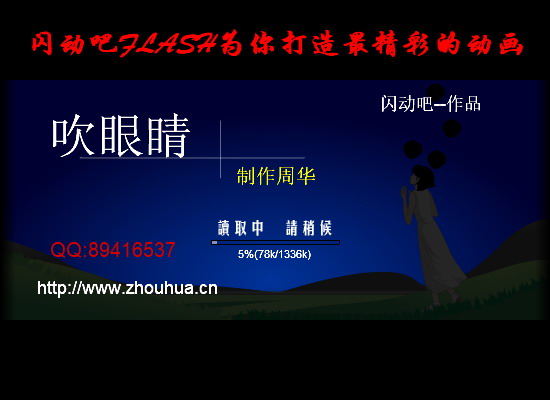 闪动吧FLASH为你打造最精彩的动画
闪动吧--作品
吹眼睛
制作周华
讀取中 請稍候
QQ:89416537
5%(78k/1336k)
http://www.zhouhua.cn